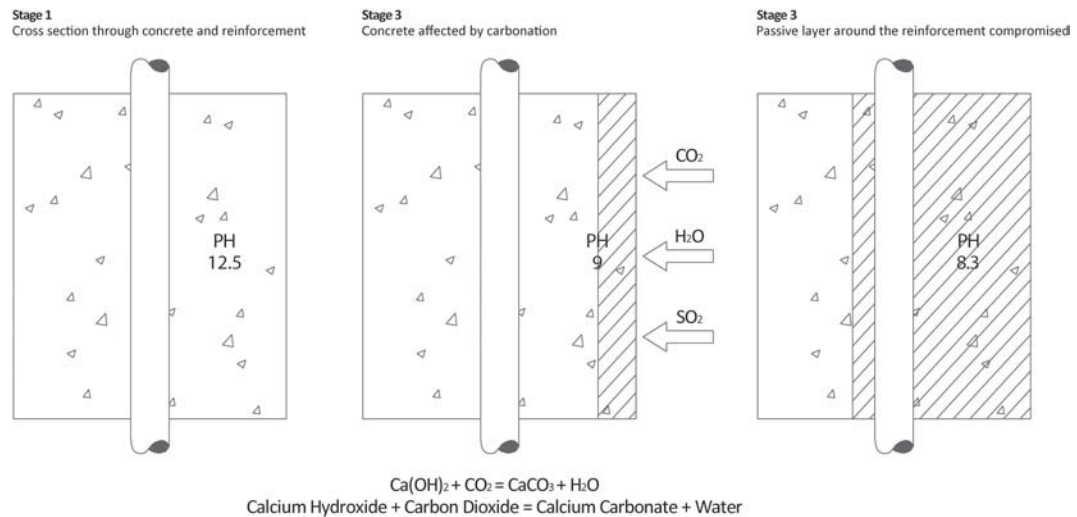 Stage 1
Cross section through concrete and reinforcement
Stage 3
Concrete affected by carbonation
Stage 3
Passive layer around the reinforcement compromised
PH
12.5
PH
9
CO₂
H₂O
SO₂
PH
8.3
Ca(OH)₂ + CO₂ = CaCO₃ + H₂O
Calcium Hydroxide + Carbon Dioxide = Calcium Carbonate + Water